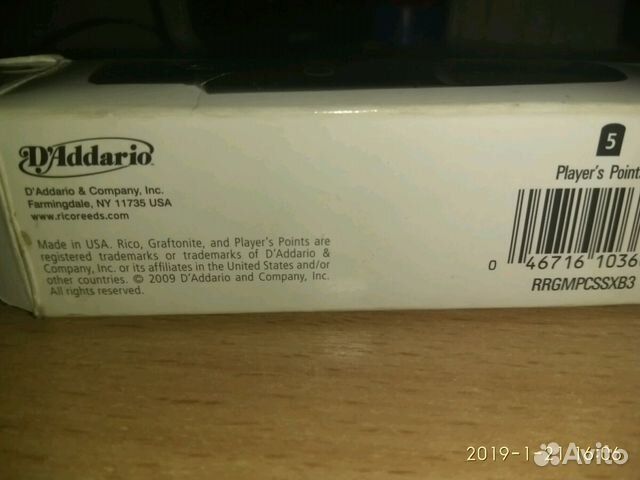 D'Addario
D'Addario & Company, Inc.
Farmingdale, NY 11735 USA
www.ricoreeds.com
Made in USA. Rico, Graftonite, and Player's Points are
registered trademarks or trademarks of D'Addario &
Company, Inc. or its affiliates in the United States and/or
other countries. © 2009 D'Addario and Company, Inc.
All rights reserved.
5
Player's Point
0 46716 1036
RRGMPCSSXB3
2019-1-21 16:06
Avito